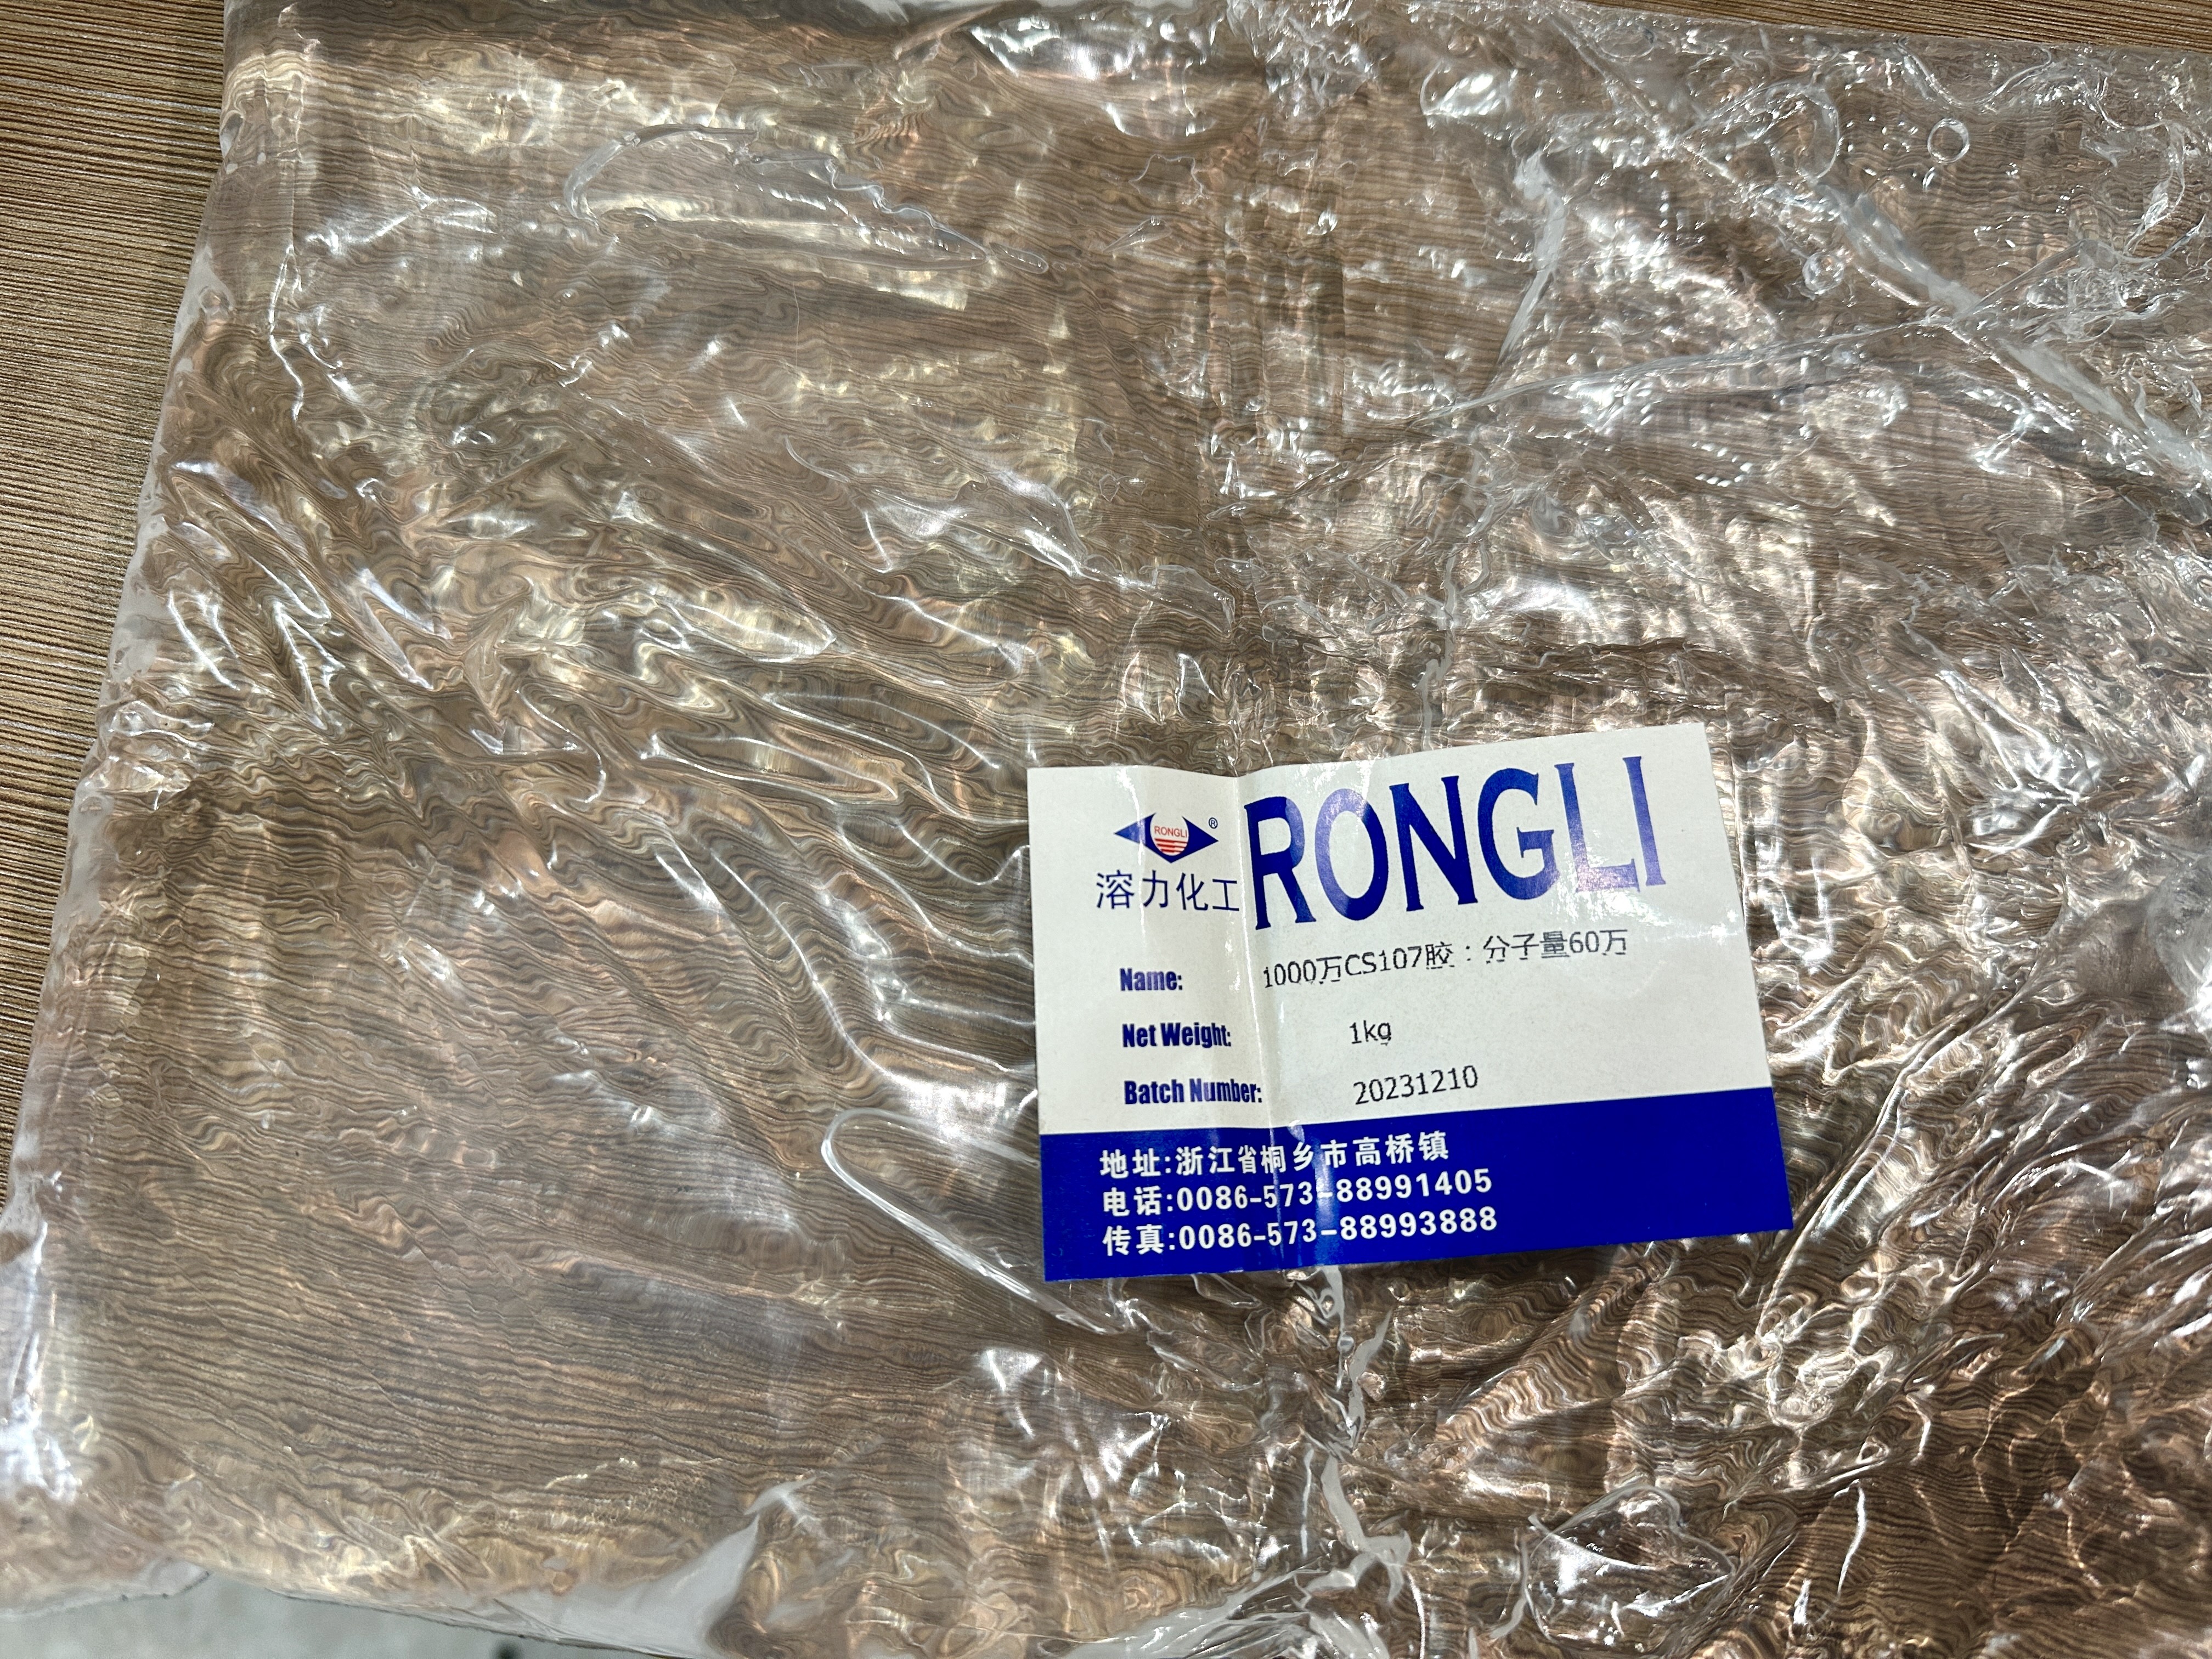 RONGLI
®
溶力化工
RONGLI
Name: 1000万CS107胶：分子量60万
Net Weight: 1kg
Batch Number: 20231210
地址:浙江省桐乡市高桥镇
电话:0086-573-88991405
传真:0086-573-88993888